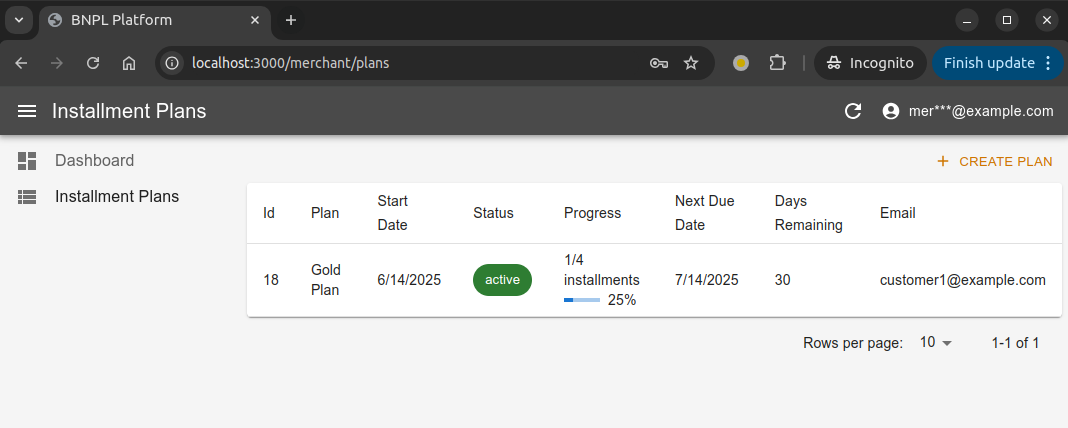 BNPL Platform
localhost:3000/merchant/plans
Incognito
Finish update
Installment Plans
mer***@example.com
Dashboard
CREATE PLAN
Installment Plans
Id Plan Start Date Status Progress Next Due Date Days Remaining Email
18 Gold Plan 6/14/2025 active 1/4 installments 25% 7/14/2025 30 customer1@example.com
Rows per page: 10 1-1 of 1